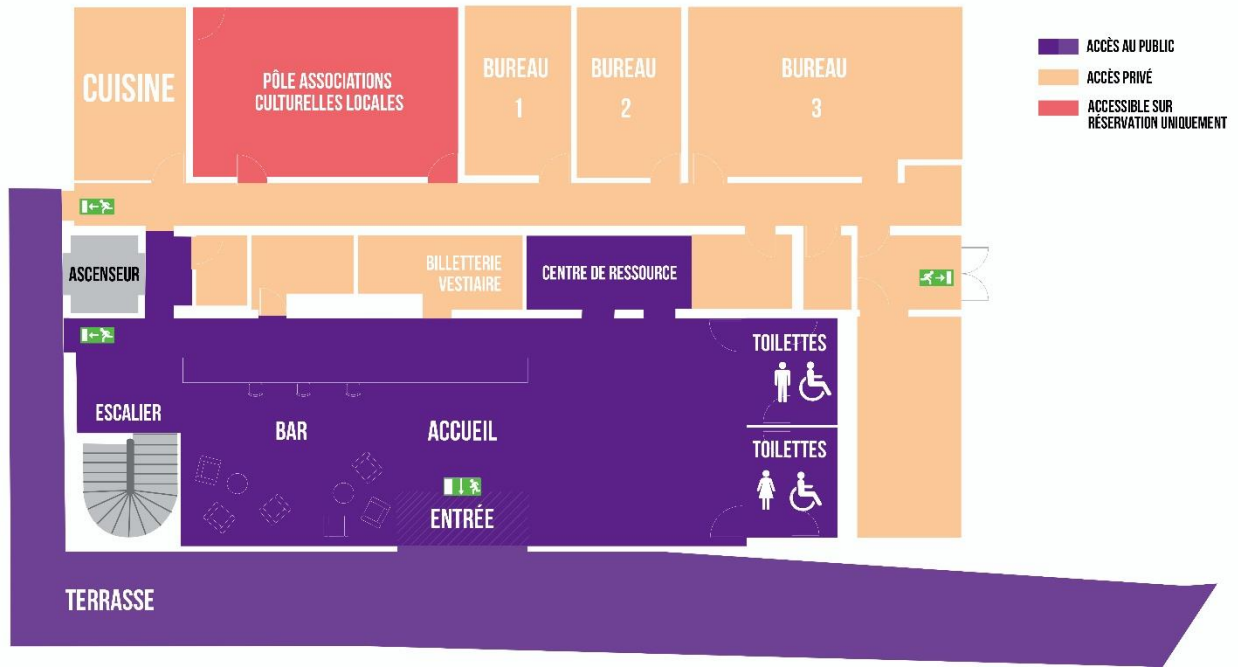 CUISINE
PÔLE ASSOCIATIONS
CULTURELLES LOCALES
BUREAU
1
BUREAU
2
BUREAU
3
ACCÈS AU PUBLIC
ACCÈS PRIVÉ
ACCESSIBLE SUR
RÉSERVATION UNIQUEMENT
ASCENSEUR
BILLETTERIE
VESTIAIRE
CENTRE DE RESSOURCE
TOILETTES
ESCALIER
BAR
ACCUEIL
TOILETTES
ENTRÉE
TERRASSE